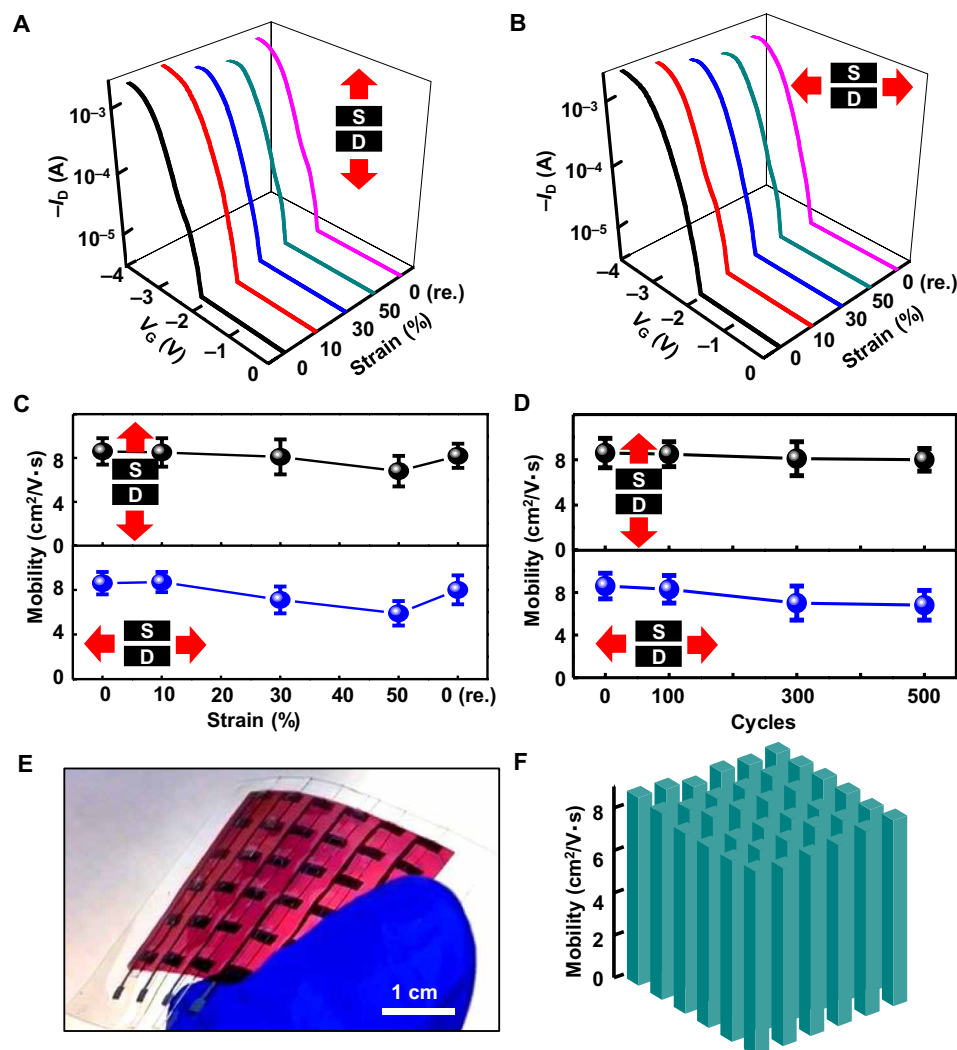 A
−I_D (A)
10⁻³
10⁻⁴
10⁻⁵
−4
−3
−2
−1
0
V_G (V)
0
10
30
50
0 (re.)
Strain (%)
S
D
B
−I_D (A)
10⁻³
10⁻⁴
10⁻⁵
−4
−3
−2
−1
0
V_G (V)
0
10
30
50
0 (re.)
Strain (%)
S
D
C
Mobility (cm²/V·s)
8
4
0
8
4
0
S
D
S
D
0 10 20 30 40 50 0 (re.)
Strain (%)
D
Mobility (cm²/V·s)
8
4
0
8
4
0
S
D
S
D
0 100 300 500
Cycles
E
1 cm
F
Mobility (cm²/V·s)
8
6
4
2
0